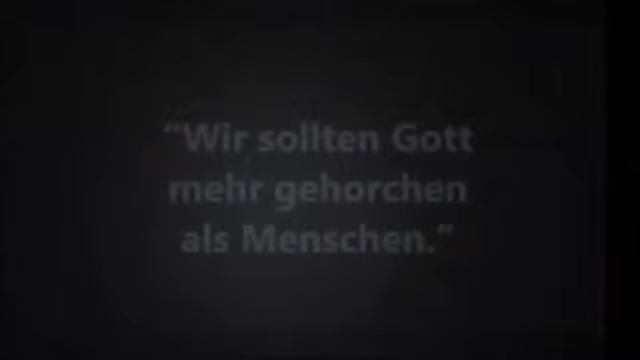 “Wir sollten Gott
mehr gehorchen
als Menschen.”